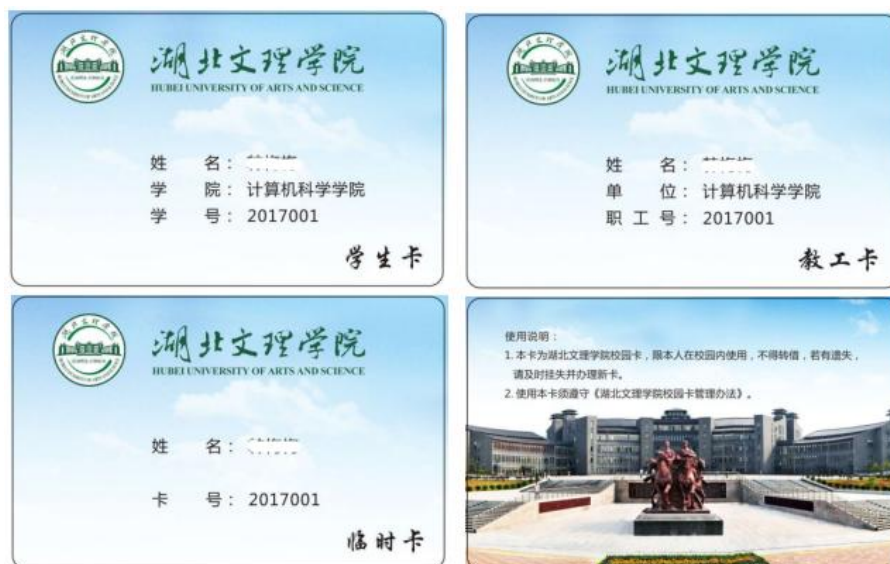 湖北文理学院
HUBEI UNIVERSITY OF ARTS AND SCIENCE
姓 名：
学 院：计算机科学学院
学 号：2017001
学生卡
湖北文理学院
HUBEI UNIVERSITY OF ARTS AND SCIENCE
姓 名：
单 位：计算机科学学院
职 工 号：2017001
教工卡
湖北文理学院
HUBEI UNIVERSITY OF ARTS AND SCIENCE
姓 名：
卡 号：2017001
临时卡
使用说明：
1. 本卡为湖北文理学院校园卡，限本人在校园内使用，不得转借，若有遗失，
请及时挂失并办理新卡。
2. 使用本卡须遵守《湖北文理学院校园卡管理办法》。